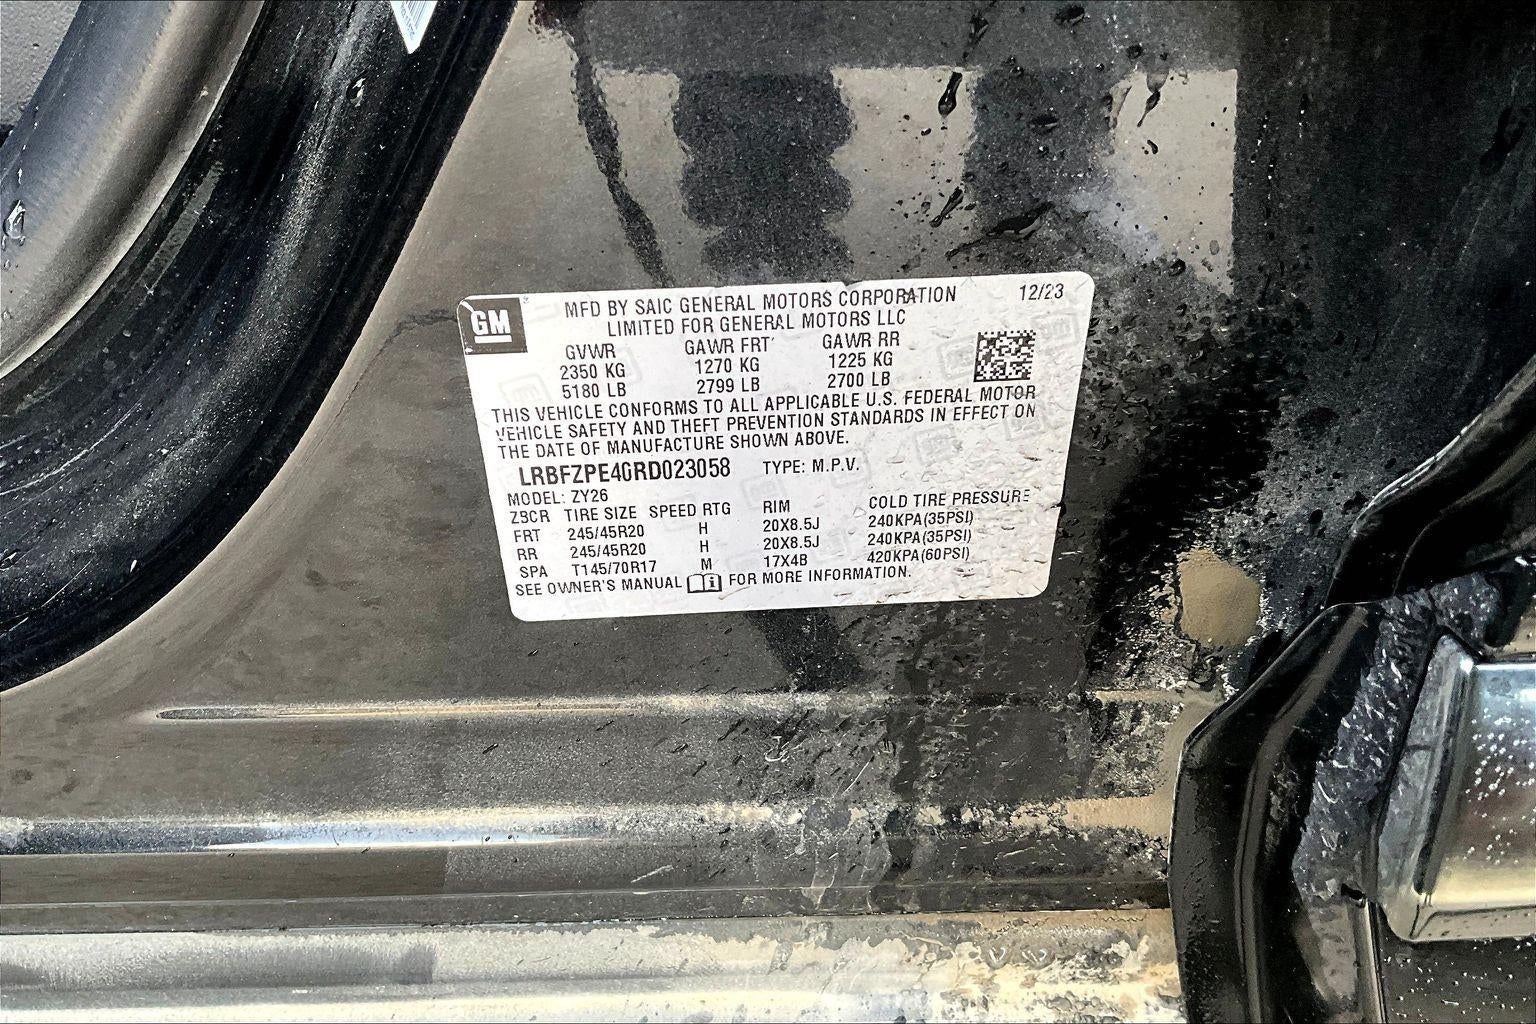 GM
MFD BY SAIC GENERAL MOTORS CORPORATION 12/23
LIMITED FOR GENERAL MOTORS LLC
GVWR GAWR FRT GAWR RR
2350 KG 1270 KG 1225 KG
5180 LB 2799 LB 2700 LB
THIS VEHICLE CONFORMS TO ALL APPLICABLE U.S. FEDERAL MOTOR
VEHICLE SAFETY AND THEFT PREVENTION STANDARDS IN EFFECT ON
THE DATE OF MANUFACTURE SHOWN ABOVE.
LRBFZPE40RD023058 TYPE: M.P.V.
MODEL: ZY26
TIRE SIZE SPEED RTG RIM COLD TIRE PRESSURE
FRT 245/45R20 H 20X8.5J 240KPA(35PSI)
RR 245/45R20 H 20X8.5J 240KPA(35PSI)
SPA T145/70R17 M 17X4B 420KPA(60PSI)
SEE OWNER'S MANUAL FOR MORE INFORMATION.